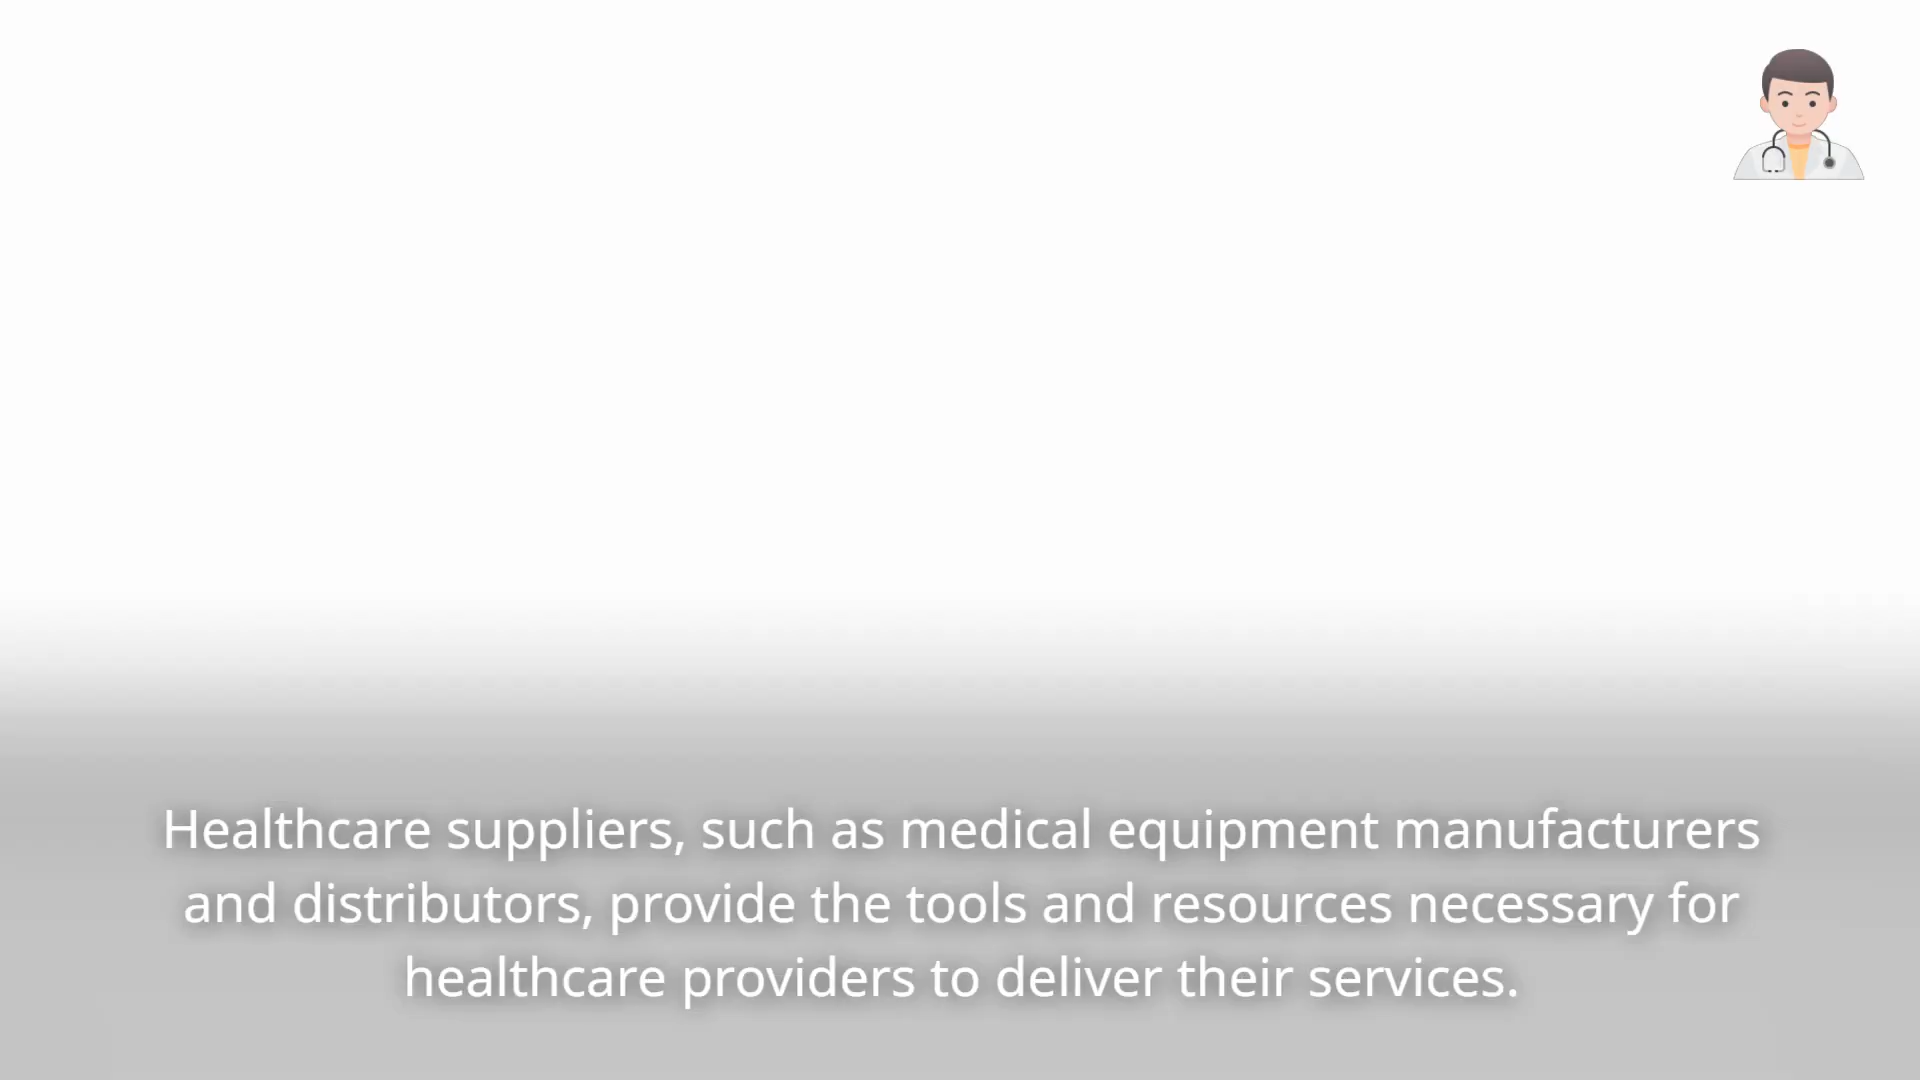 Healthcare suppliers, such as medical equipment manufacturers
and distributors, provide the tools and resources necessary for
healthcare providers to deliver their services.